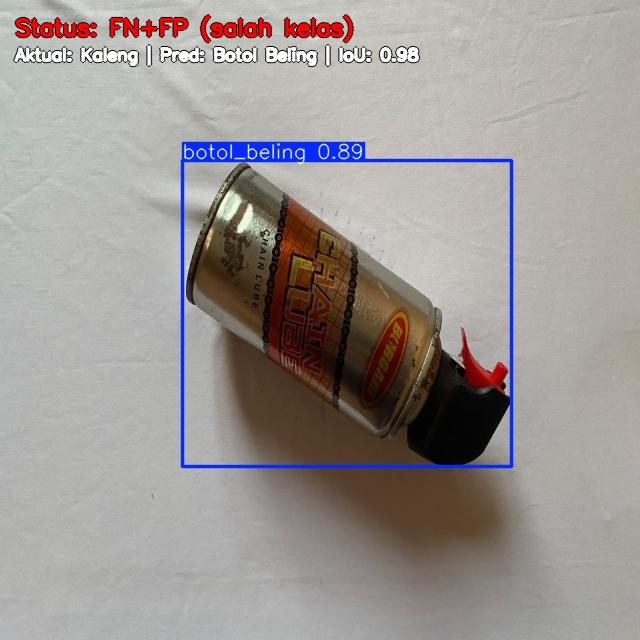 Status: FN+FP (salah kelas)
Aktual: Kaleng | Pred: Botol Beling | IoU: 0.98
botol_beling 0.89
CHAIN LUBE
CHAIN
LUBE